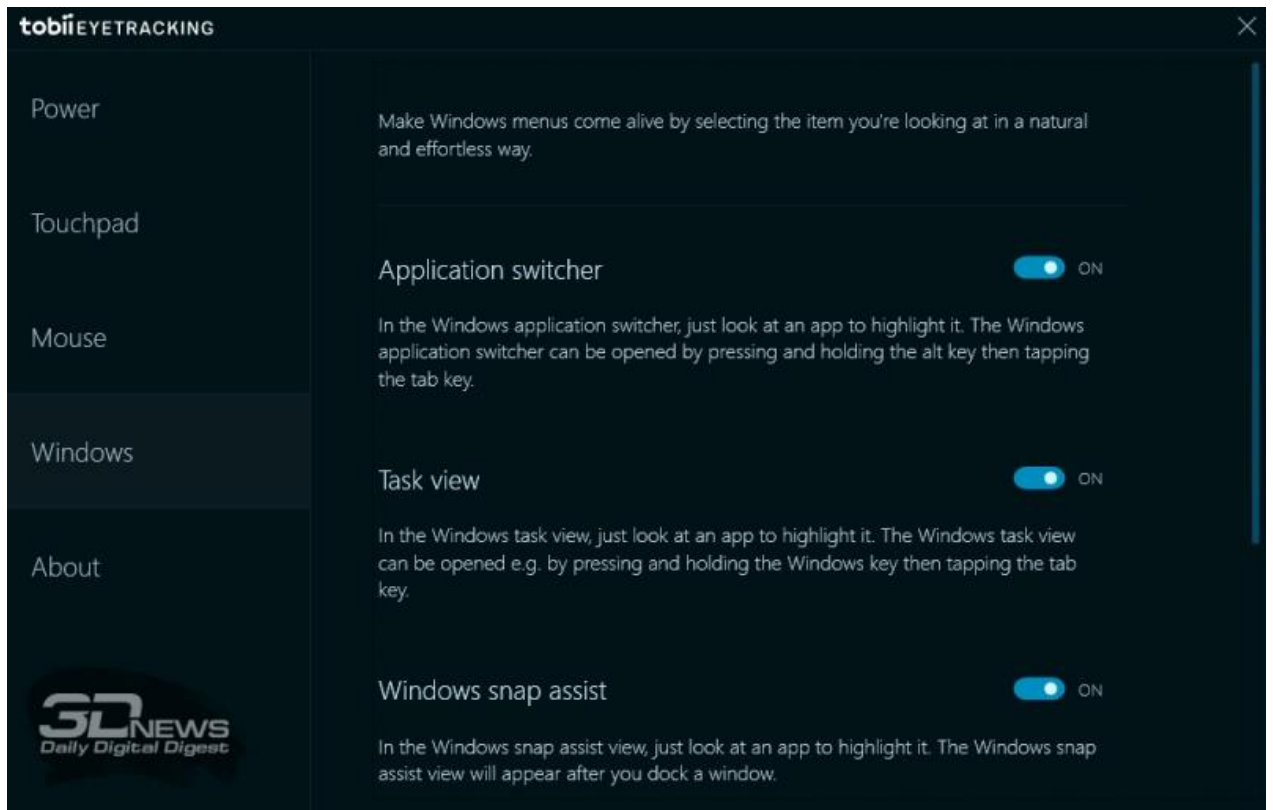 tobii EYETRACKING
Power
Touchpad
Mouse
Windows
About
3DNEWS
Daily Digital Digest
Make Windows menus come alive by selecting the item you're looking at in a natural
and effortless way.
Application switcher
ON
In the Windows application switcher, just look at an app to highlight it. The Windows
application switcher can be opened by pressing and holding the alt key then tapping
the tab key.
Task view
ON
In the Windows task view, just look at an app to highlight it. The Windows task view
can be opened e.g. by pressing and holding the Windows key then tapping the tab
key.
Windows snap assist
ON
In the Windows snap assist view, just look at an app to highlight it. The Windows snap
assist view will appear after you dock a window.